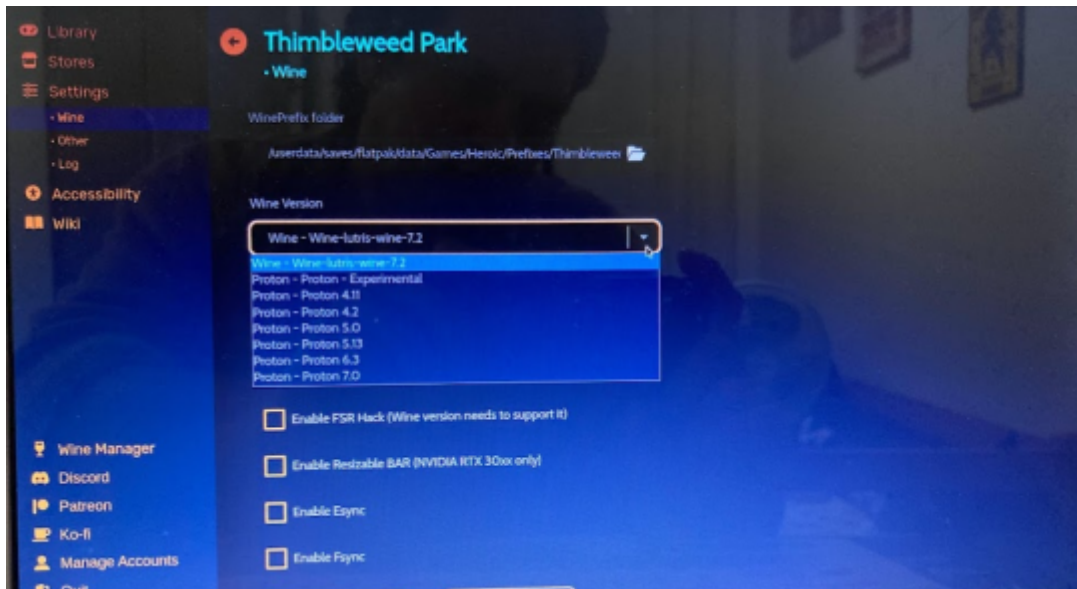 Library
Stores
Settings
• Wine
• Other
• Log
Accessibility
Wiki
Wine Manager
Discord
Patreon
Ko-fi
Manage Accounts
Thimbleweed Park
• Wine
WinePrefix folder
/userdata/saves/flatpak/data/Games/Heroic/Prefixes/Thimblewee
Wine Version
Wine - Wine-lutris-wine-7.2
Wine - Wine-lutris-wine-7.2
Proton - Proton - Experimental
Proton - Proton 4.11
Proton - Proton 4.2
Proton - Proton 5.0
Proton - Proton 5.13
Proton - Proton 6.3
Proton - Proton 7.0
Enable FSR Hack (Wine version needs to support it)
Enable Resizable BAR (NVIDIA RTX 30xx only)
Enable Esync
Enable Fsync